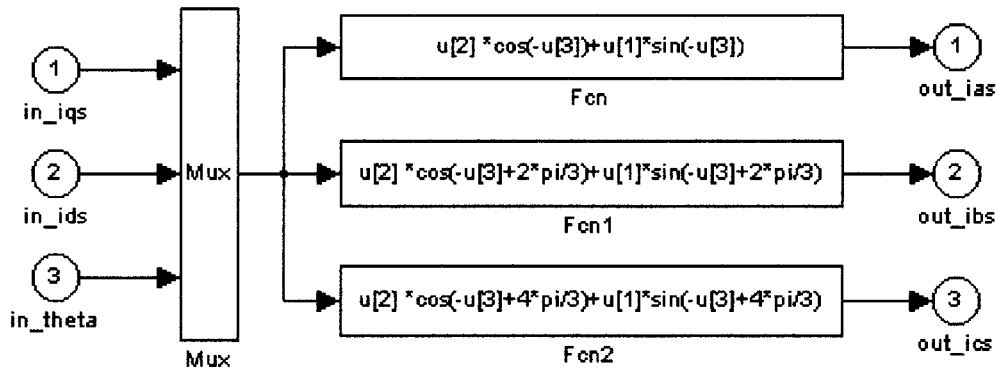 1
in_iqs
2
in_ids
3
in_theta
Mux
Mux
u[2] *cos(-u[3])+u[1]*sin(-u[3])
Fcn
u[2] *cos(-u[3]+2*pi/3)+u[1]*sin(-u[3]+2*pi/3)
Fcn1
u[2] *cos(-u[3]+4*pi/3)+u[1]*sin(-u[3]+4*pi/3)
Fcn2
1
out_ias
2
out_ibs
3
out_ics